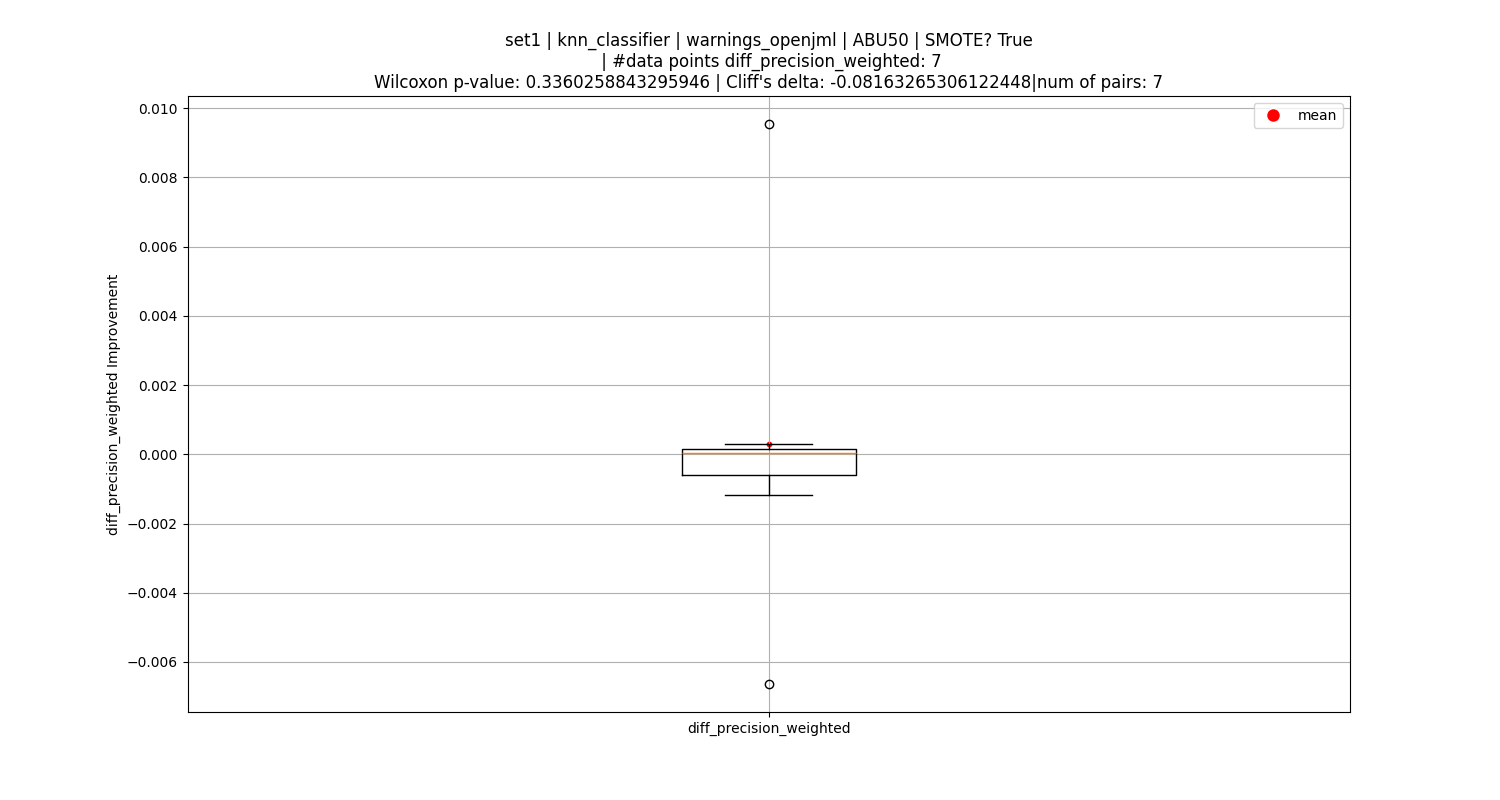 set1 | knn_classifier | warnings_openjml | ABU50 | SMOTE? True
| #data points diff_precision_weighted: 7
Wilcoxon p-value: 0.3360258843295946 | Cliff's delta: -0.08163265306122448|num of pairs: 7
mean
0.010
0.008
0.006
0.004
0.002
0.000
−0.002
−0.004
−0.006
diff_precision_weighted Improvement
diff_precision_weighted